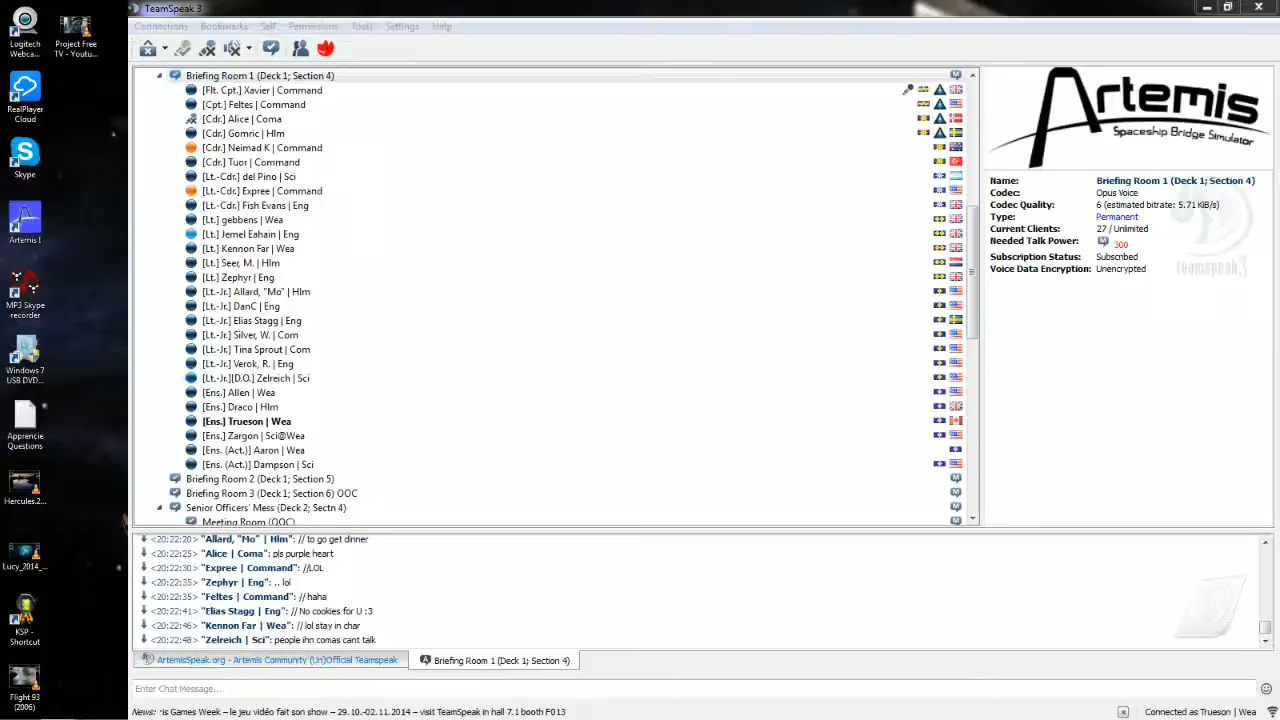 TeamSpeak 3
Connections Bookmarks Self Permissions Tools Settings Help
Logitech
Webca...
Project Free
TV - Youtu...
RealPlayer
Cloud
Skype
Artemis I
MP3 Skype
recorder
Windows 7
USB DVD...
Apprencie
Questions
Hercules.2...
Lucy_2014_...
KSP -
Shortcut
Flight 93
(2006)
Briefing Room 1 (Deck 1; Section 4)
[Flt. Cpt.] Xavier | Command
[Cpt.] Feltes | Command
[Cdr.] Alice | Coma
[Cdr.] Gomric | Hlm
[Cdr.] Neimad K | Command
[Cdr.] Tuor | Command
[Lt.-Cdr.] del Pino | Sci
[Lt.-Cdr.] Expree | Command
[Lt.-Cdr.] Fish Evans | Eng
[Lt.] gebbens | Wea
[Lt.] Jemel Eahain | Eng
[Lt.] Kennon Far | Wea
[Lt.] Seer, M. | Hlm
[Lt.] Zephyr | Eng
[Lt.-Jr.] Allard, "Mo" | Hlm
[Lt.-Jr.] DanC | Eng
[Lt.-Jr.] Elias Stagg | Eng
[Lt.-Jr.] Silver, W. | Com
[Lt.-Jr.] Tina Sprout | Com
[Lt.-Jr.] Verok, R. | Eng
[Lt.-Jr.][D.O.] Zelreich | Sci
[Ens.] Allen | Wea
[Ens.] Draco | Hlm
[Ens.] Trueson | Wea
[Ens.] Zargon | Sci@Wea
[Ens. (Act.)] Aaron | Wea
[Ens. (Act.)] Dampson | Sci
Briefing Room 2 (Deck 1; Section 5)
Briefing Room 3 (Deck 1; Section 6) OOC
Senior Officers' Mess (Deck 2; Sectn 4)
Meeting Room (OOC)
Artemis
Spaceship Bridge Simulator
Name: Briefing Room 1 (Deck 1; Section 4)
Codec: Opus Voice
Codec Quality: 6 (estimated bitrate: 5.71 KiB/s)
Type: Permanent
Current Clients: 27 / Unlimited
Needed Talk Power: 300
Subscription Status: Subscribed
Voice Data Encryption: Unencrypted
teamspeak3
<20:22:20> "Allard, "Mo" | Hlm": // to go get dinner
<20:22:25> "Alice | Coma": pls purple heart
<20:22:30> "Expree | Command": //LOL
<20:22:35> "Zephyr | Eng": .. lol
<20:22:35> "Feltes | Command": // haha
<20:22:41> "Elias Stagg | Eng": // No cookies for U :3
<20:22:46> "Kennon Far | Wea": // lol stay in char
<20:22:48> "Zelreich | Sci": people ihn comas cant talk
ArtemisSpeak.org - Artemis Community (Un)Official Teamspeak
Briefing Room 1 (Deck 1; Section 4)
Enter Chat Message...
News: ris Games Week – le jeu vidéo fait son show – 29.10.-02.11.2014 – visit TeamSpeak in hall 7.1 booth F013
Connected as Trueson | Wea